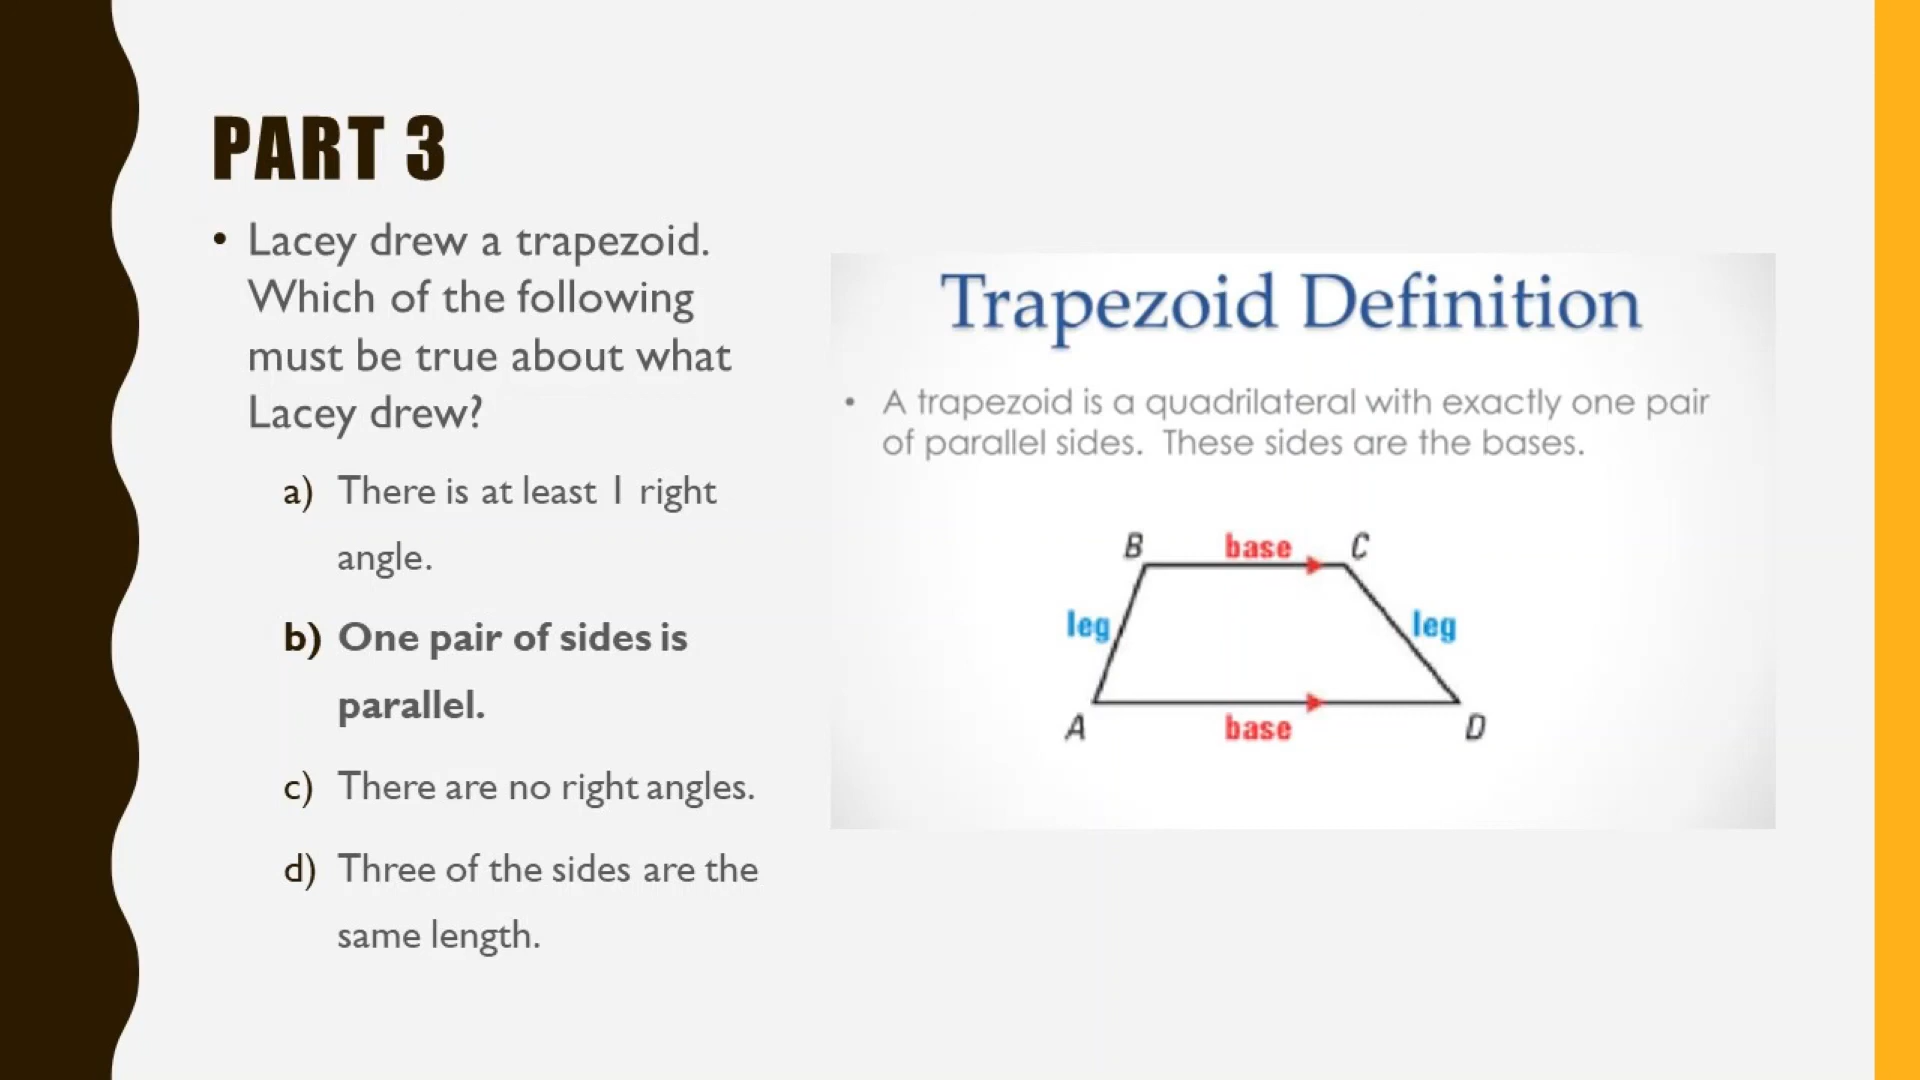 PART 3
• Lacey drew a trapezoid.
Which of the following
must be true about what
Lacey drew?
a) There is at least 1 right
angle.
b) One pair of sides is
parallel.
c) There are no right angles.
d) Three of the sides are the
same length.
Trapezoid Definition
• A trapezoid is a quadrilateral with exactly one pair
of parallel sides. These sides are the bases.
B base C
leg leg
A base D